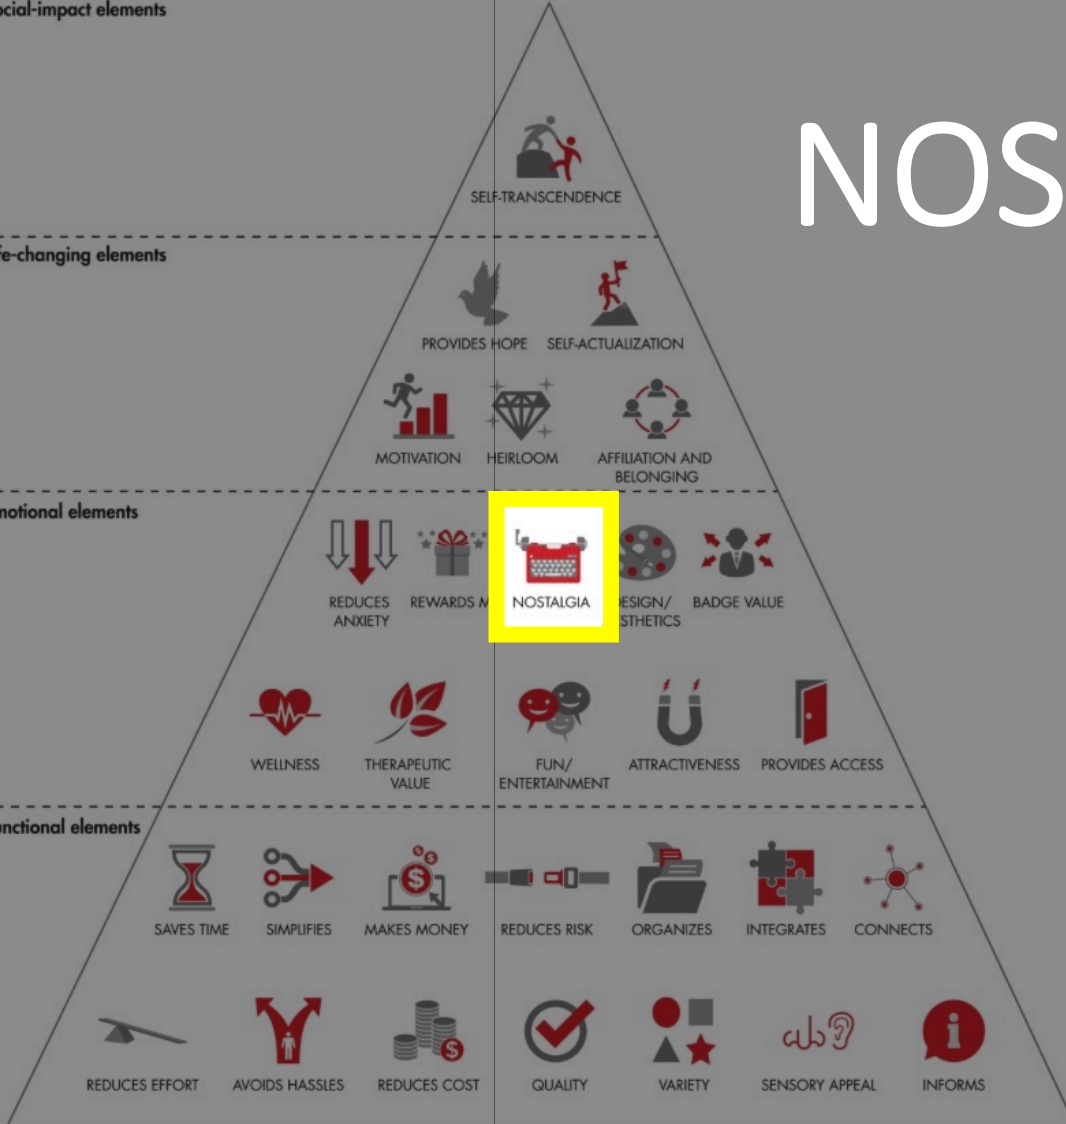 ocial-impact elements
NOS
SELF-TRANSCENDENCE
fe-changing elements
PROVIDES HOPE SELF-ACTUALIZATION
MOTIVATION HEIRLOOM AFFILIATION AND
BELONGING
motional elements
REDUCES REWARDS M NOSTALGIA DESIGN/ BADGE VALUE
ANXIETY STHETICS
WELLNESS THERAPEUTIC FUN/ ATTRACTIVENESS PROVIDES ACCESS
VALUE ENTERTAINMENT
unctional elements
SAVES TIME SIMPLIFIES MAKES MONEY REDUCES RISK ORGANIZES INTEGRATES CONNECTS
REDUCES EFFORT AVOIDS HASSLES REDUCES COST QUALITY VARIETY SENSORY APPEAL INFORMS